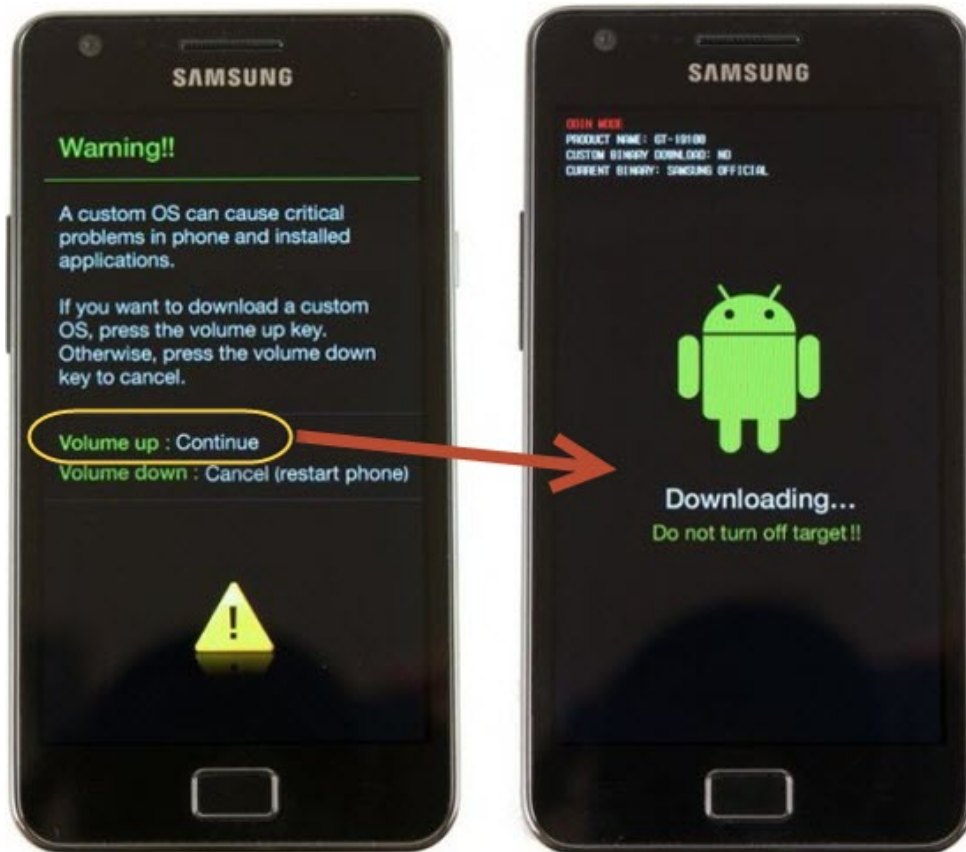 SAMSUNG
Warning!!
A custom OS can cause critical
problems in phone and installed
applications.
If you want to download a custom
OS, press the volume up key.
Otherwise, press the volume down
key to cancel.
Volume up : Continue
Volume down : Cancel (restart phone)
SAMSUNG
ODIN MODE
PRODUCT NAME: GT-I9100
CUSTOM BINARY DOWNLOAD: NO
CURRENT BINARY: SAMSUNG OFFICIAL
Downloading...
Do not turn off target!!